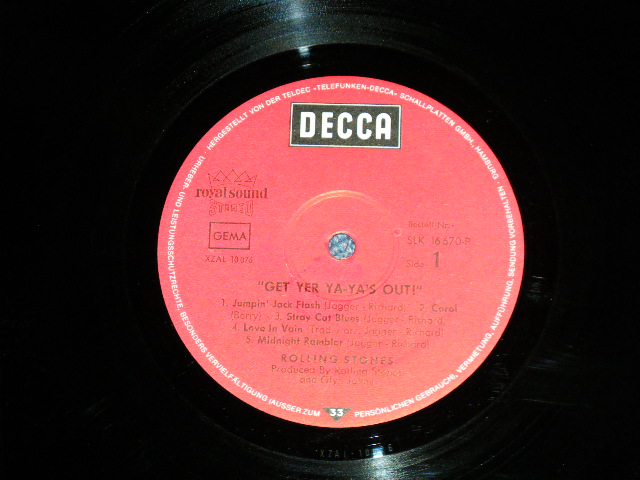 HERGESTELLT VON DER TELDEC »TELEFUNKEN-DECCA« SCHALLPLATTEN GMBH, HAMBURG ·
URHEBER- UND LEISTUNGSSCHUTZRECHTE, BESONDERS VERVIELFÄLTIGUNG (AUSSER ZUM PERSÖNLICHEN GEBRAUCH), VERMIETUNG, AUFFÜHRUNG, SENDUNG VORBEHALTEN
DECCA
royal sound
STEREO
GEMA
XZAL
Bestell-Nr.
SLK 16 670-P
Side 1
"GET YER YA-YA'S OUT!"
1. Jumpin' Jack Flash (Jagger - Richard) 2. Carol
(Berry) 3. Stray Cat Blues (Jagger - Richard)
4. Love In Vain (Trad. arr. Jagger - Richard)
5. Midnight Rambler (Jagger - Richard)
ROLLING STONES
Produced By Rolling Stones
and Glyn Johns
33
XZAL